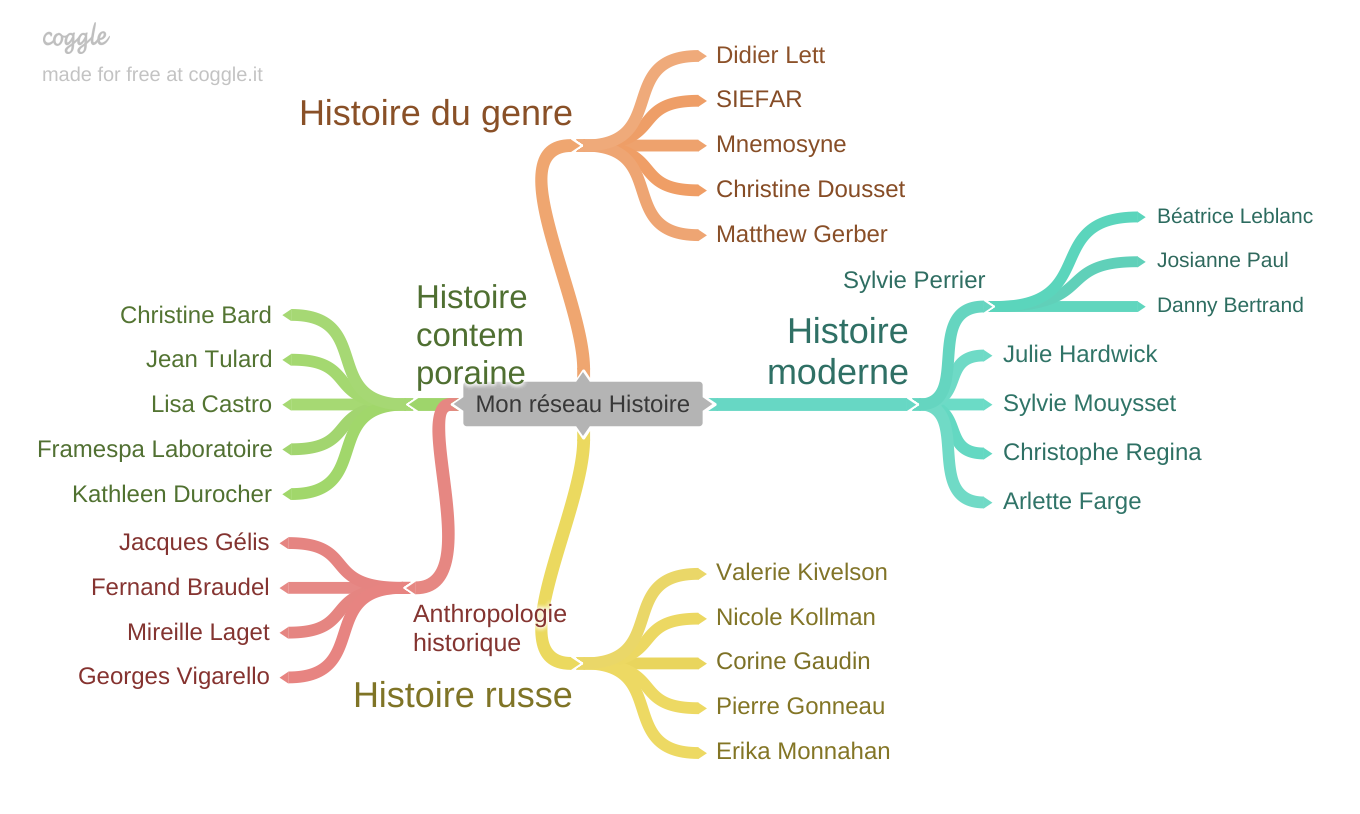 coggle
made for free at coggle.it
Histoire du genre
Didier Lett
SIEFAR
Mnemosyne
Christine Dousset
Matthew Gerber
Histoire
contem
poraine
Christine Bard
Jean Tulard
Lisa Castro
Framespa Laboratoire
Kathleen Durocher
Mon réseau Histoire
Histoire
moderne
Sylvie Perrier
Béatrice Leblanc
Josianne Paul
Danny Bertrand
Julie Hardwick
Sylvie Mouysset
Christophe Regina
Arlette Farge
Jacques Gélis
Fernand Braudel
Mireille Laget
Georges Vigarello
Anthropologie
historique
Histoire russe
Valerie Kivelson
Nicole Kollman
Corine Gaudin
Pierre Gonneau
Erika Monnahan